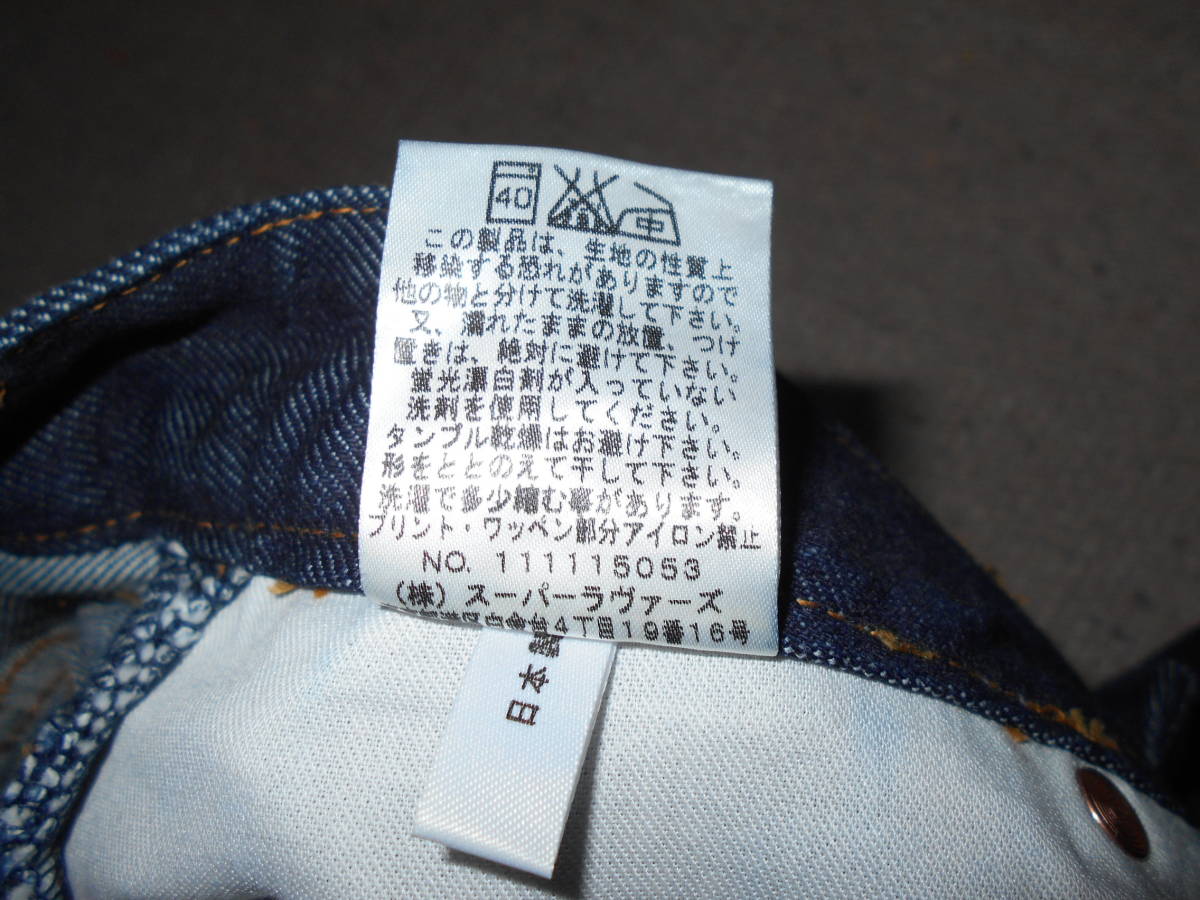 40
中
この製品は、生地の性質上
移染する恐れがありますので
他の物と分けて洗濯して下さい。
又、濡れたままの放置、つけ
置きは、絶対に避けて下さい。
蛍光漂白剤が入っていない
洗剤を使用してください。
タンブル乾燥はお避け下さい。
形をととのえて干して下さい。
洗濯で多少縮む事があります。
プリント・ワッペン部分アイロン禁止
NO. 111115053
(株)スーパーラヴァーズ
港区白金台4丁目19番16号
日本製